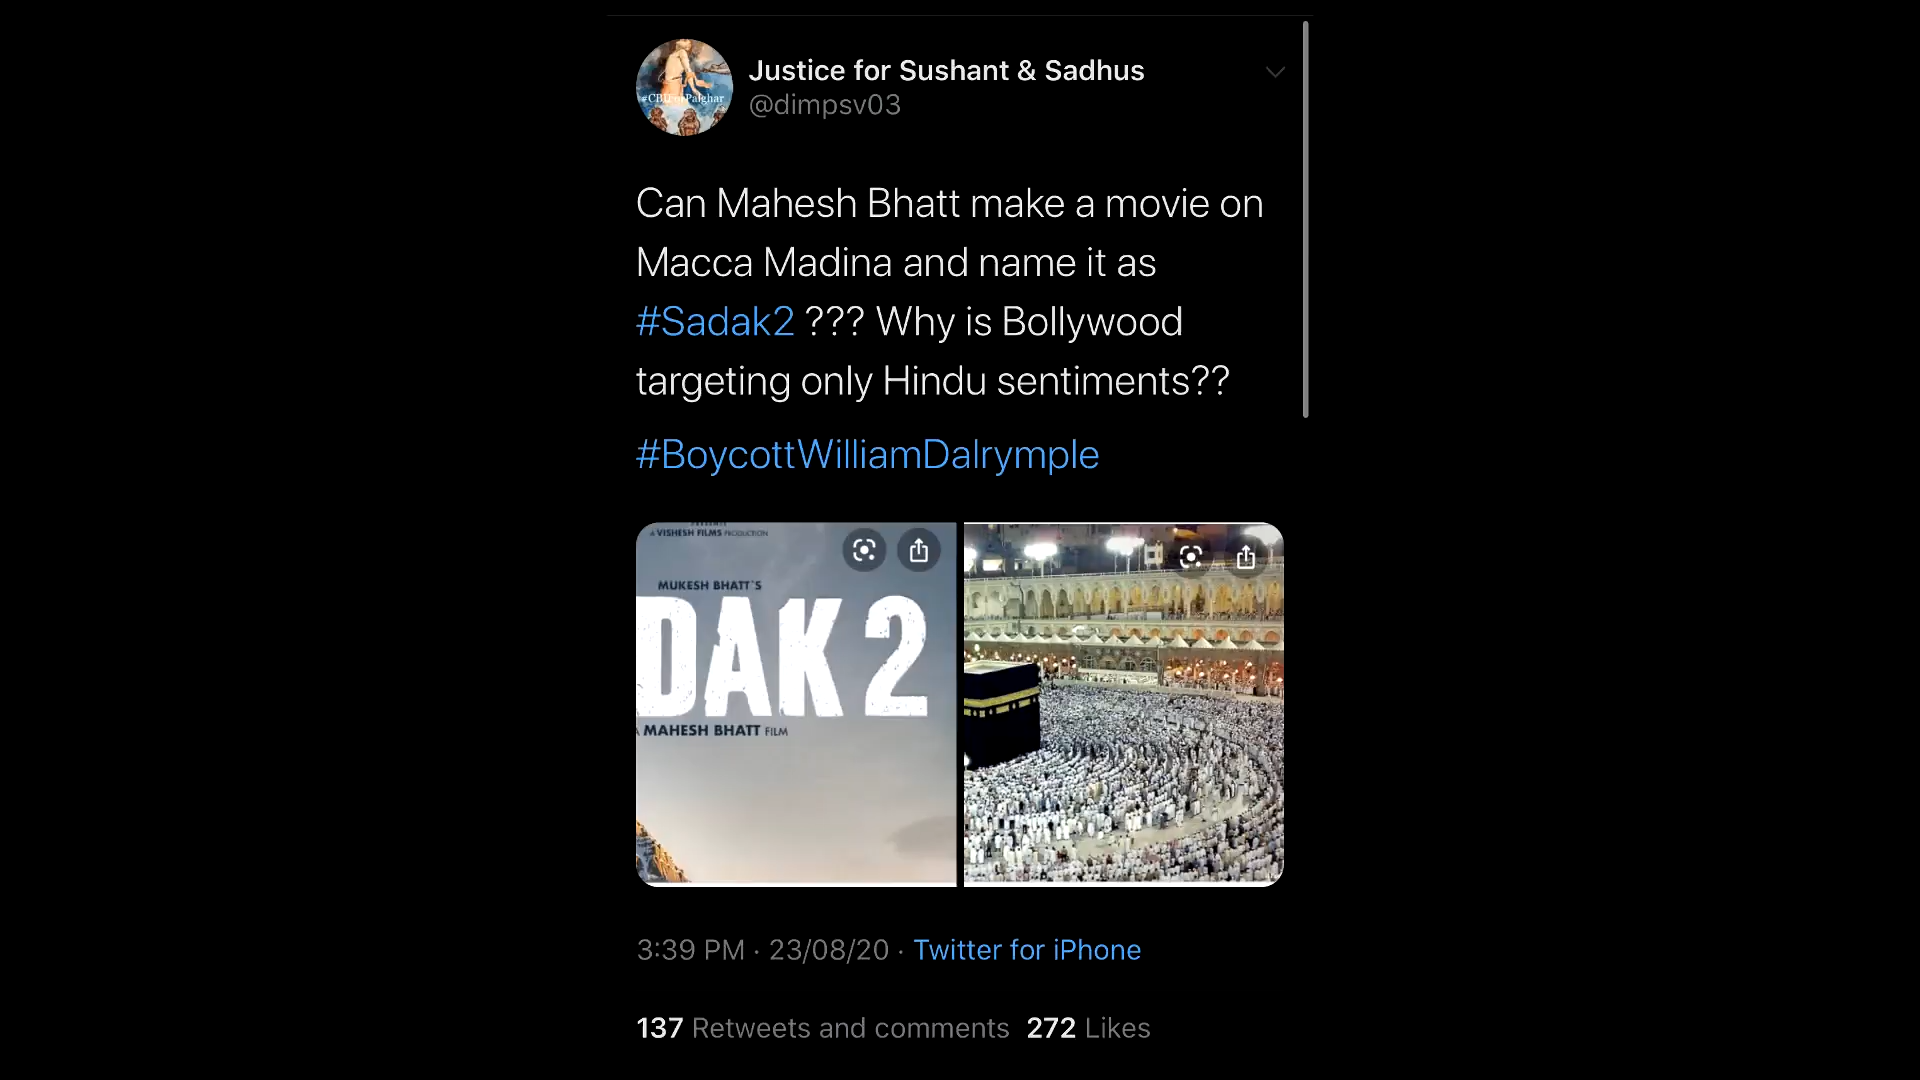 Justice for Sushant & Sadhus
@dimpsv03
Can Mahesh Bhatt make a movie on
Macca Madina and name it as
#Sadak2 ??? Why is Bollywood
targeting only Hindu sentiments??
#BoycottWilliamDalrymple
A VISHESH FILMS PRODUCTION
MUKESH BHATT'S
DAK 2
A MAHESH BHATT FILM
3:39 PM · 23/08/20 · Twitter for iPhone
137 Retweets and comments 272 Likes